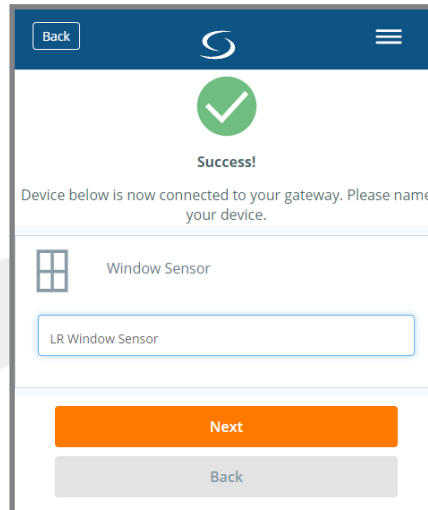 Back
Success!
Device below is now connected to your gateway. Please name
your device.
Window Sensor
LR Window Sensor
Next
Back